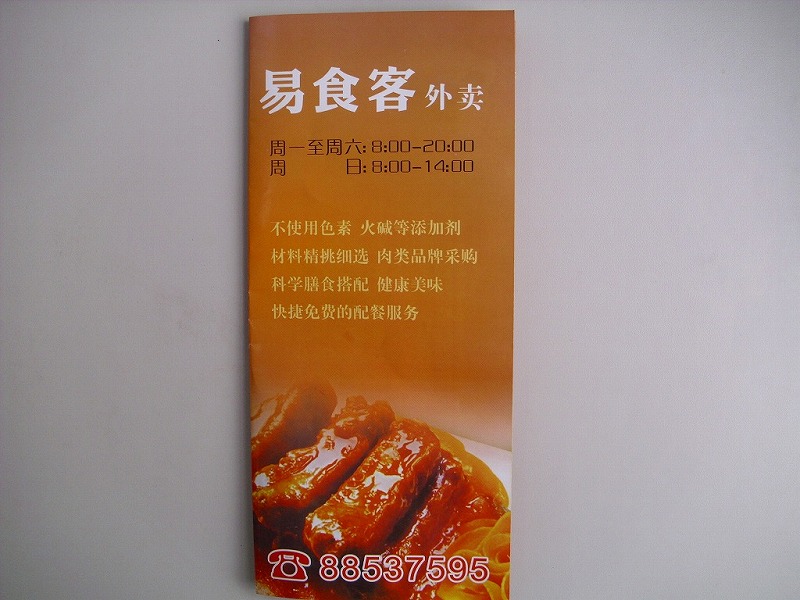 易食客 外卖
周一至周六:8:00-20:00
周 日:8:00-14:00
不使用色素 火碱等添加剂
材料精挑细选 肉类品牌采购
科学膳食搭配 健康美味
快捷免费的配餐服务
☎88537595